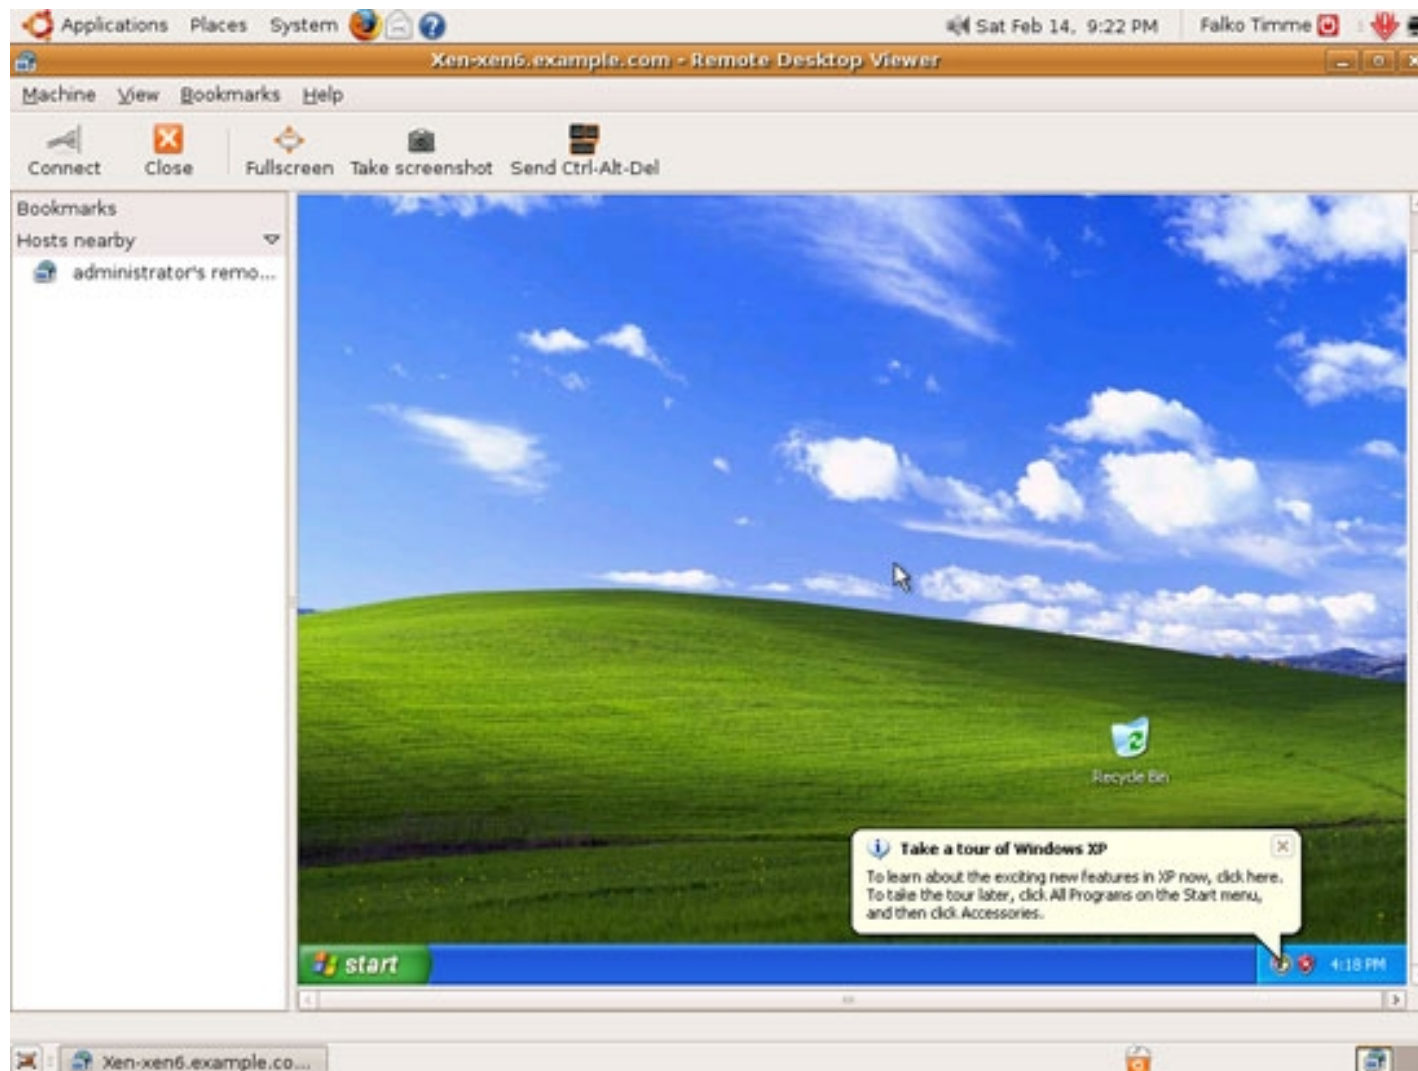 Applications Places System
Sat Feb 14, 9:22 PM
Falko Timme
Xen-xen6.example.com - Remote Desktop Viewer
Machine View Bookmarks Help
Connect Close Fullscreen Take screenshot Send Ctrl-Alt-Del
Bookmarks
Hosts nearby
administrator's remo...
Recycle Bin
Take a tour of Windows XP
To learn about the exciting new features in XP now, click here.
To take the tour later, click All Programs on the Start menu,
and then click Accessories.
start
4:18 PM
Xen-xen6.example.co...